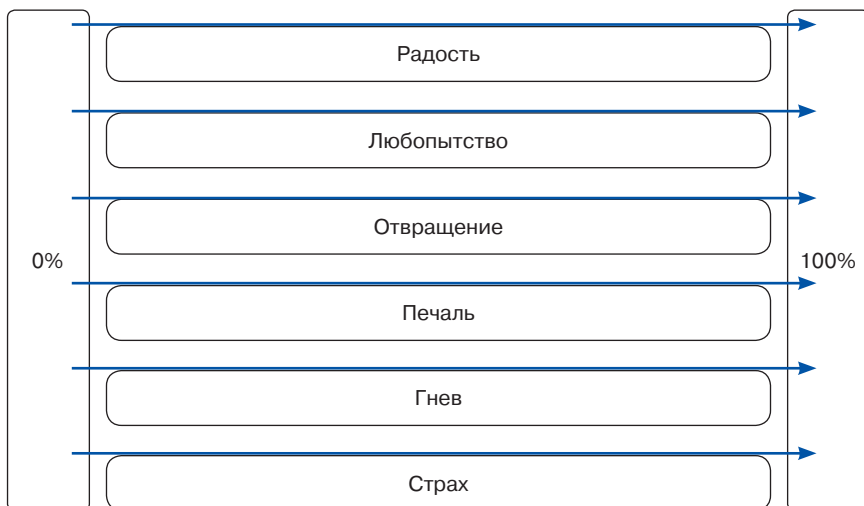 Радость
Любопытство
Отвращение
0%
100%
Печаль
Гнев
Страх